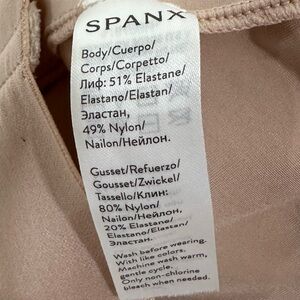 SPANX
Body/Cuerpo/
Corps/Corpetto/
Лиф: 51% Elastane/
Elastano/Elastan/
Эластан,
49% Nylon/
Nailon/Нейлон.
Gusset/Refuerzo/
Gousset/Zwickel/
Tassello/Клин:
80% Nylon/
Nailon/Нейлон,
20% Elastane/
Elastano/Elastan/
Эластан.
Wash before wearing.
Wish like colors.
Machine wash warm,
gentle cycle.
Only non-chlorine
bleach when needed.